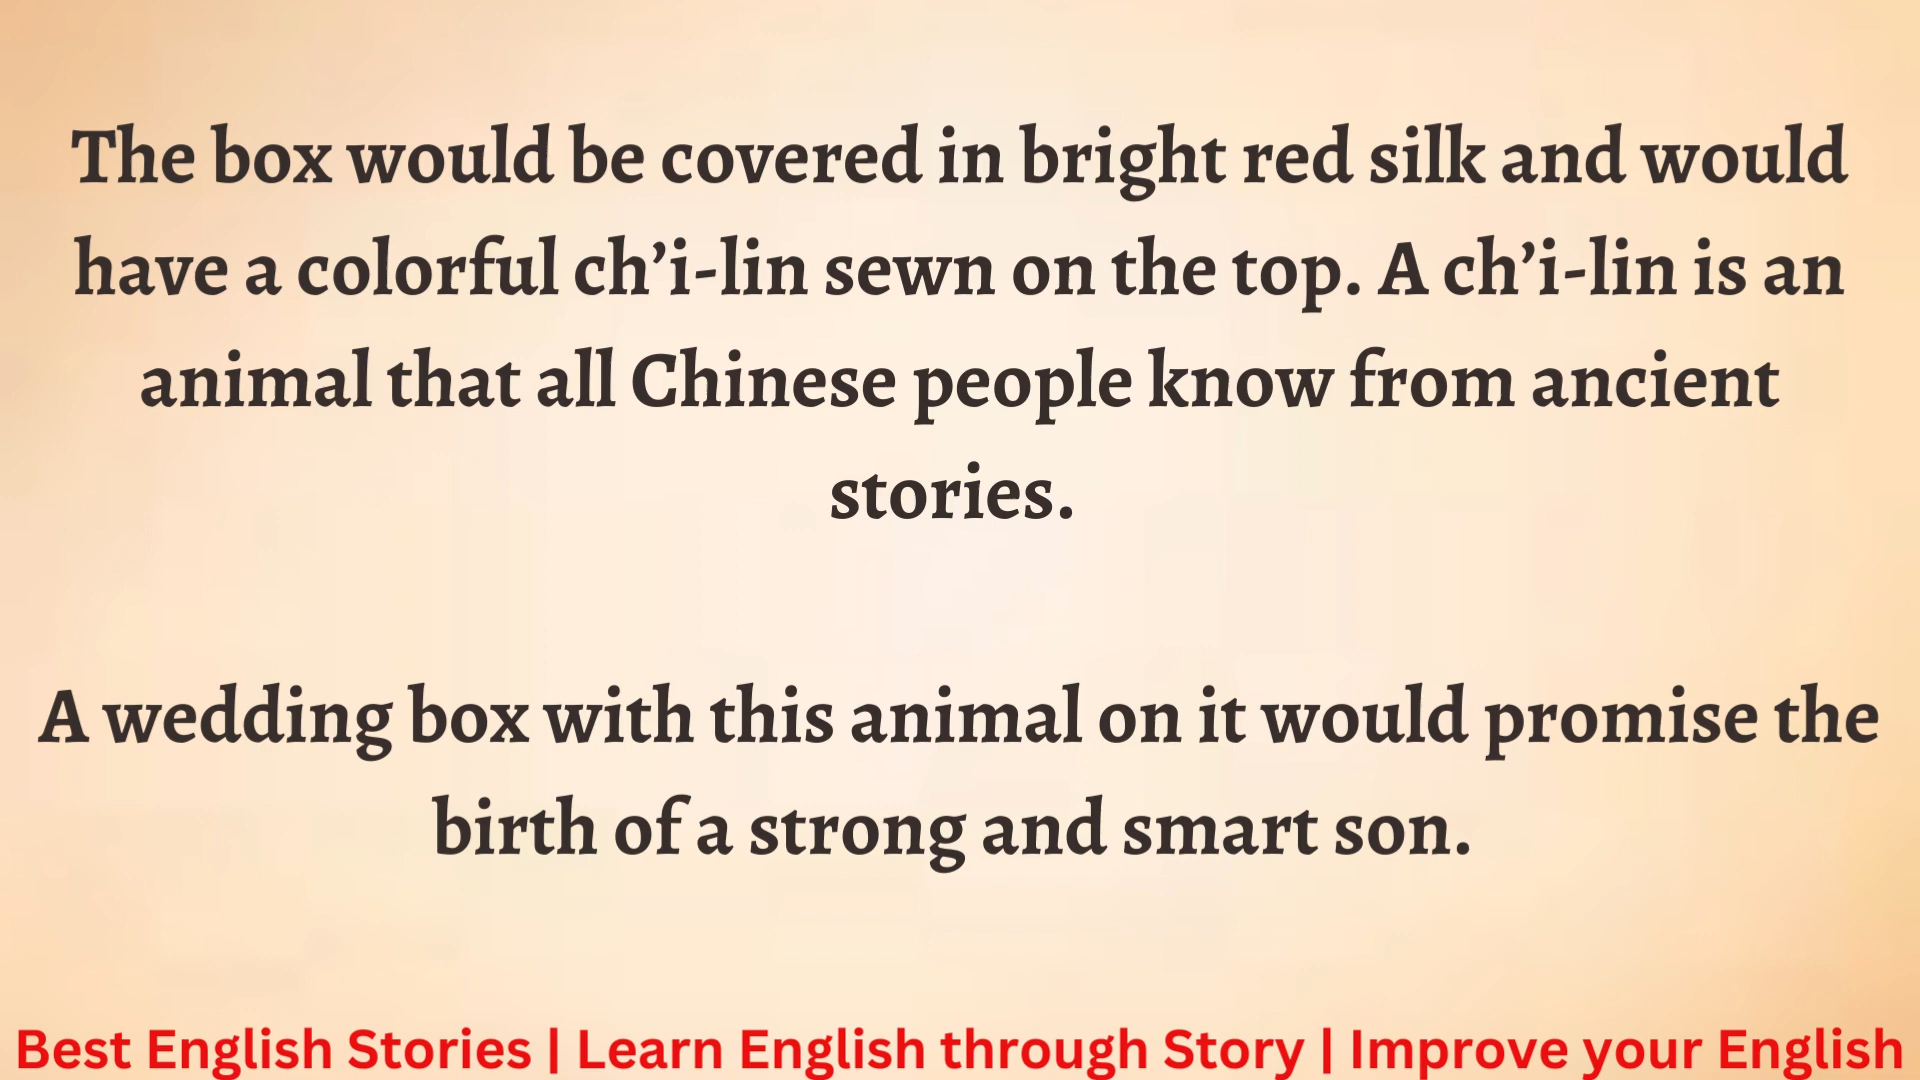 The box would be covered in bright red silk and would
have a colorful ch’i-lin sewn on the top. A ch’i-lin is an
animal that all Chinese people know from ancient
stories.
A wedding box with this animal on it would promise the
birth of a strong and smart son.
Best English Stories | Learn English through Story | Improve your English